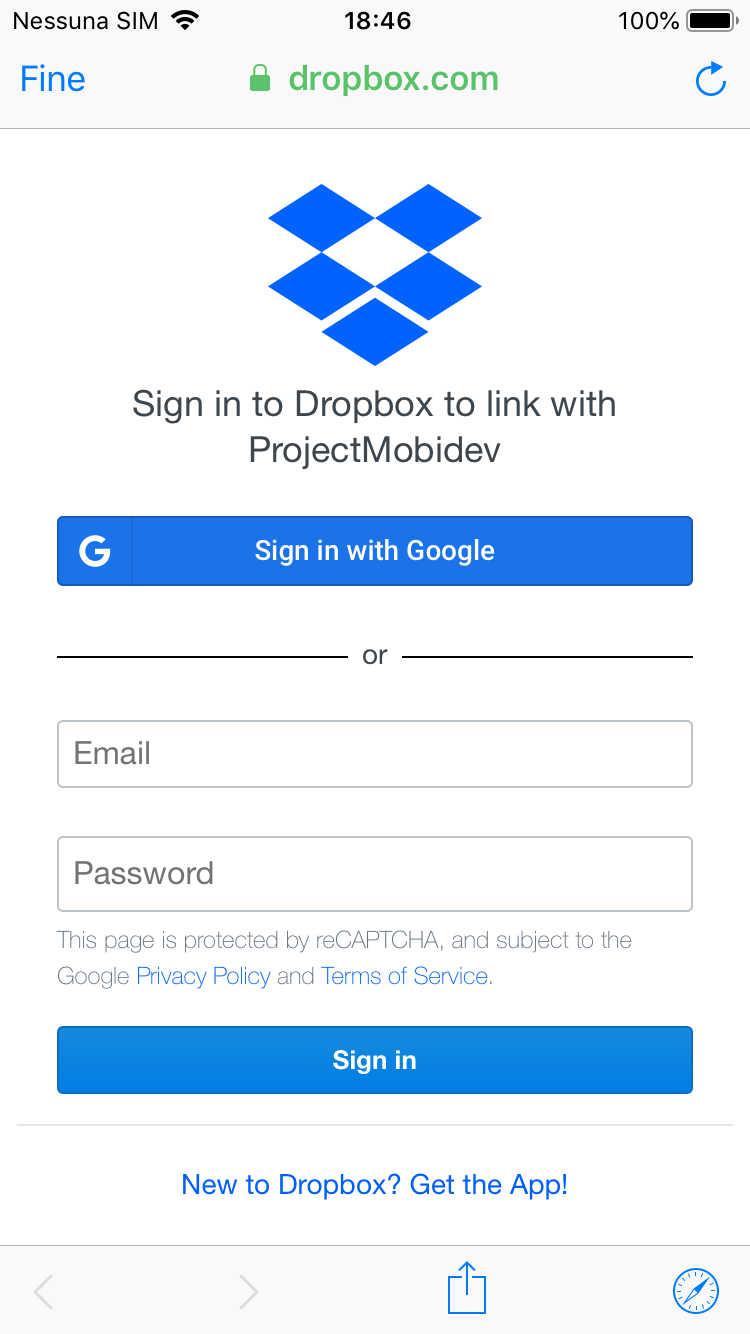 Nessuna SIM 18:46 100%
Fine dropbox.com
Sign in to Dropbox to link with
ProjectMobidev
G Sign in with Google
or
Email
Password
This page is protected by reCAPTCHA, and subject to the
Google Privacy Policy and Terms of Service.
Sign in
New to Dropbox? Get the App!